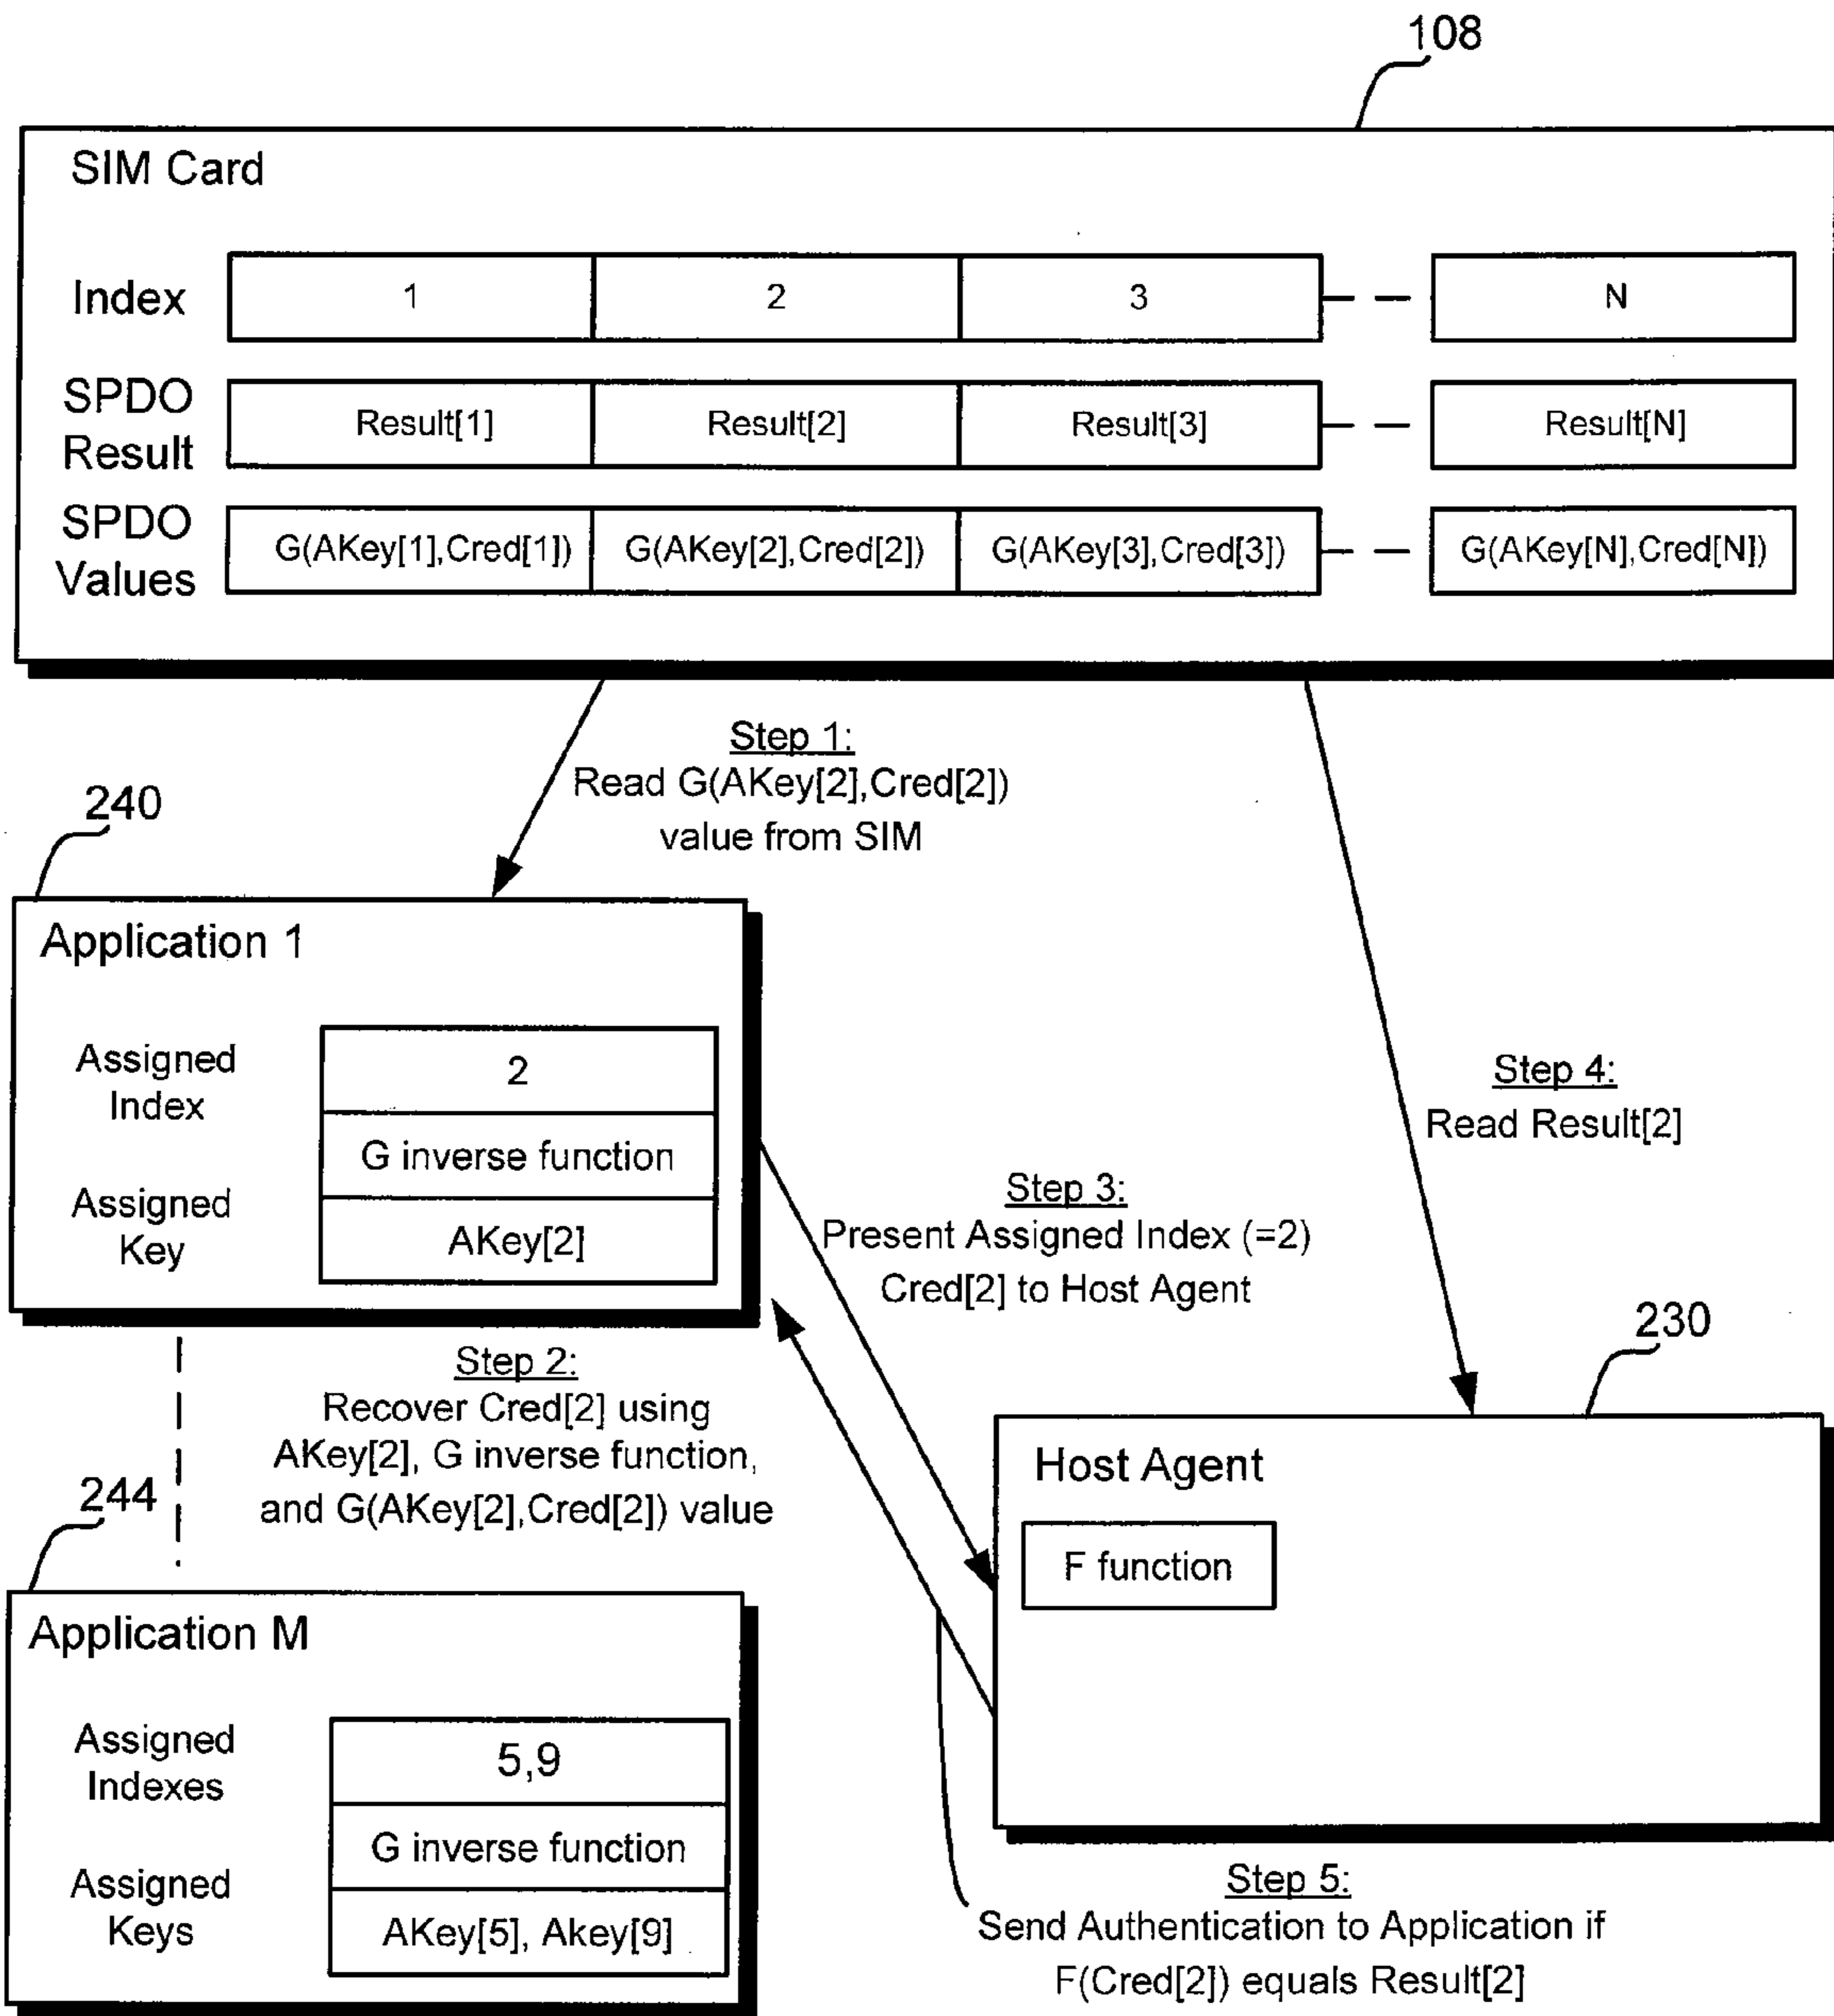 108
SIM Card
Index
1
2
3
N
SPDO
Result
Result[1]
Result[2]
Result[3]
Result[N]
SPDO
Values
G(AKey[1],Cred[1])
G(AKey[2],Cred[2])
G(AKey[3],Cred[3])
G(AKey[N],Cred[N])
Step 1:
Read G(AKey[2],Cred[2])
value from SIM
240
Application 1
Assigned
Index
2
G inverse function
Assigned
Key
AKey[2]
Step 4:
Read Result[2]
Step 3:
Present Assigned Index (=2)
Cred[2] to Host Agent
Step 2:
Recover Cred[2] using
AKey[2], G inverse function,
and G(AKey[2],Cred[2]) value
230
Host Agent
F function
244
Application M
Assigned
Indexes
5,9
G inverse function
Assigned
Keys
AKey[5], Akey[9]
Step 5:
Send Authentication to Application if
F(Cred[2]) equals Result[2]